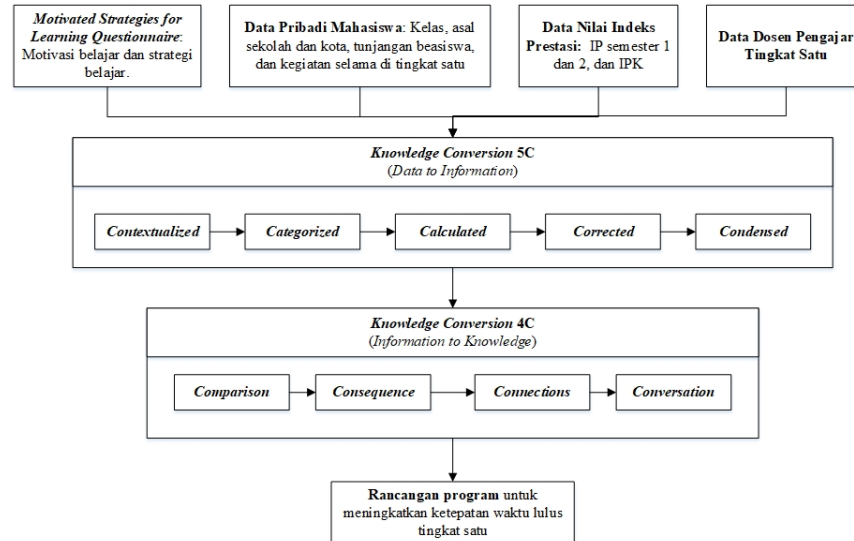 Motivated Strategies for
Learning Questionnaire:
Motivasi belajar dan strategi
belajar.
Data Pribadi Mahasiswa: Kelas, asal
sekolah dan kota, tunjangan beasiswa,
dan kegiatan selama di tingkat satu
Data Nilai Indeks
Prestasi: IP semester 1
dan 2, dan IPK
Data Dosen Pengajar
Tingkat Satu
Knowledge Conversion 5C
(Data to Information)
Contextualized
Categorized
Calculated
Corrected
Condensed
Knowledge Conversion 4C
(Information to Knowledge)
Comparison
Consequence
Connections
Conversation
Rancangan program untuk
meningkatkan ketepatan waktu lulus
tingkat satu